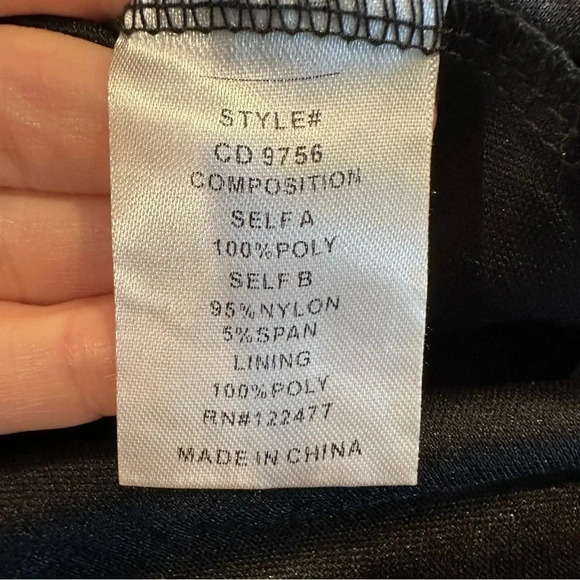 STYLE#
CD 9756
COMPOSITION
SELF A
100%POLY
SELF B
95%NYLON
5%SPAN
LINING
100%POLY
RN#122477
MADE IN CHINA